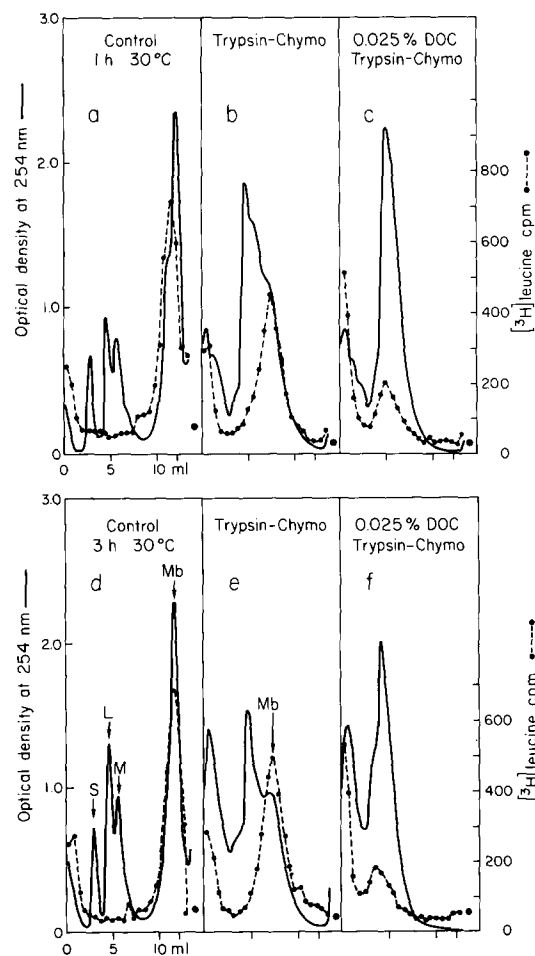 Control
1 h 30 °C
Trypsin-Chymo
0.025 % DOC
Trypsin-Chymo
a
b
c
Optical density at 254 nm
2.0
1.0
0
0
5
10 ml
800
600
400
200
0
[³H]leucine cpm
Control
3 h 30 °C
Trypsin-Chymo
0.025 % DOC
Trypsin-Chymo
d
e
f
Mb
L
S
M
Mb
Optical density at 254 nm
3.0
2.0
1.0
0
0
5
10 ml
600
400
200
0
[³H]leucine cpm